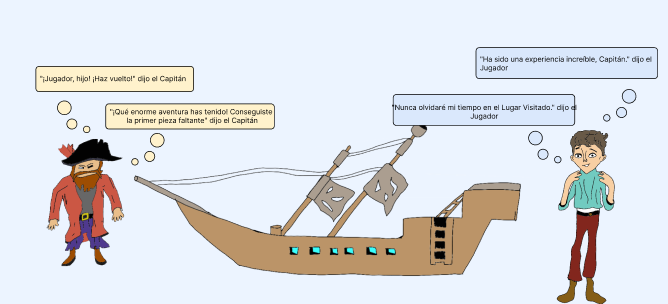 "¡Jugador, hijo! ¡Haz vuelto!" dijo el Capitán
"¡Qué enorme aventura has tenido! Conseguiste
la primer pieza faltante" dijo el Capitán
"Ha sido una experiencia increíble, Capitán." dijo el
Jugador
"Nunca olvidaré mi tiempo en el Lugar Visitado." dijo el
Jugador